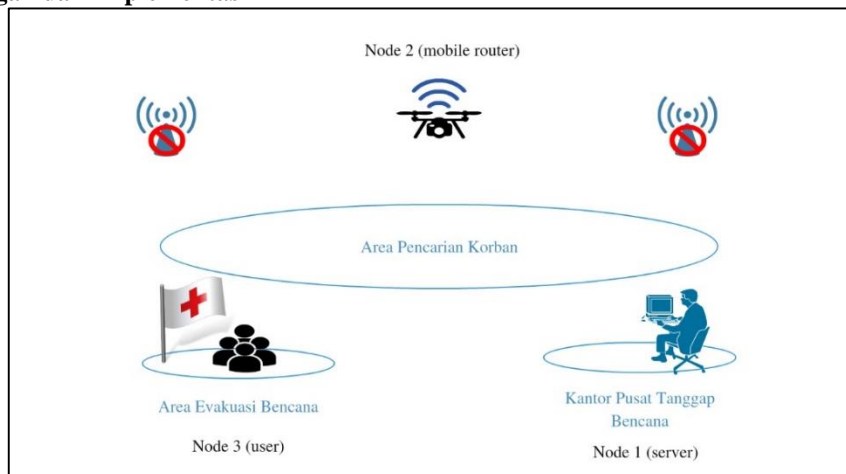 Node 2 (mobile router)
Area Pencarian Korban
Area Evakuasi Bencana
Node 3 (user)
Kantor Pusat Tanggap
Bencana
Node 1 (server)